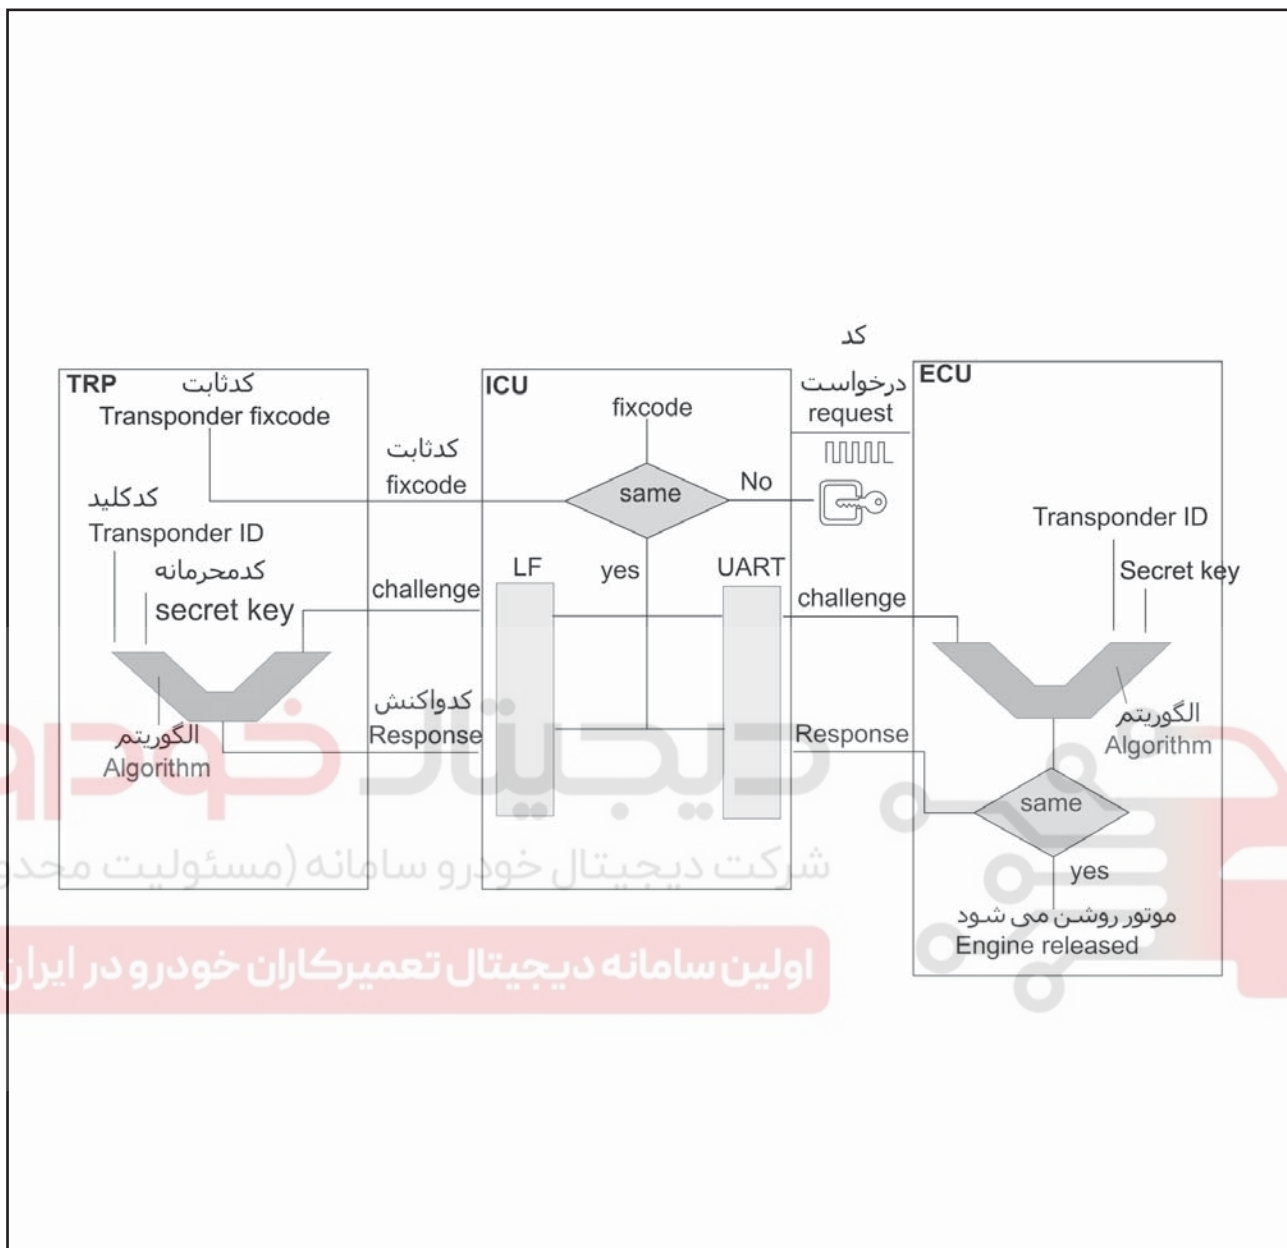 TRP
کدثابت
Transponder fixcode
کدکلید
Transponder ID
کدمحرمانه
secret key
الگوریتم
Algorithm
کدثابت
fixcode
challenge
کدواکنش
Response
ICU
fixcode
same
No
yes
LF
UART
کد
درخواست
request
challenge
Response
ECU
Transponder ID
Secret key
الگوریتم
Algorithm
same
yes
موتور روشن می شود
Engine released
دیجیتال خودرو
شرکت دیجیتال خودرو سامانه (مسئولیت
اولین سامانه دیجیتال تعمیرکاران خودرو در ایران